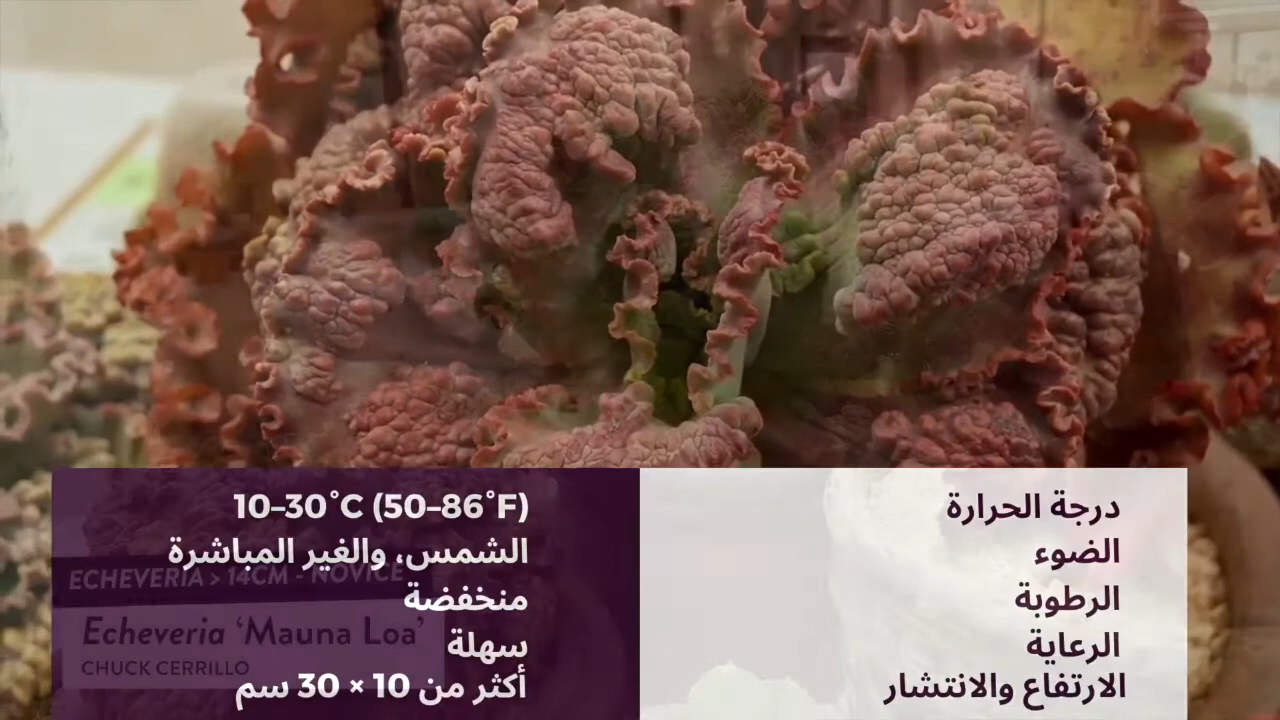 درجة الحرارة
10–30°C (50–86°F)
الضوء
الشمس، والغير المباشرة
الرطوبة
منخفضة
الرعاية
سهلة
الارتفاع والانتشار
أكثر من 10 × 30 سم
ECHEVERIA > 14CM - NOVICE
Echeveria ‘Mauna Loa’
CHUCK CERRILLO